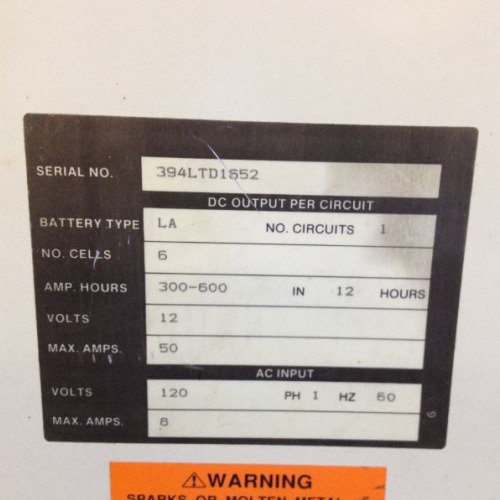 SERIAL NO. 394LTD1652
DC OUTPUT PER CIRCUIT
BATTERY TYPE LA NO. CIRCUITS 1
NO. CELLS 6
AMP. HOURS 300-600 IN 12 HOURS
VOLTS 12
MAX. AMPS. 50
AC INPUT
VOLTS 120 PH 1 HZ 60
MAX. AMPS. 8
G
⚠WARNING
SPARKS OR MOLTEN METAL